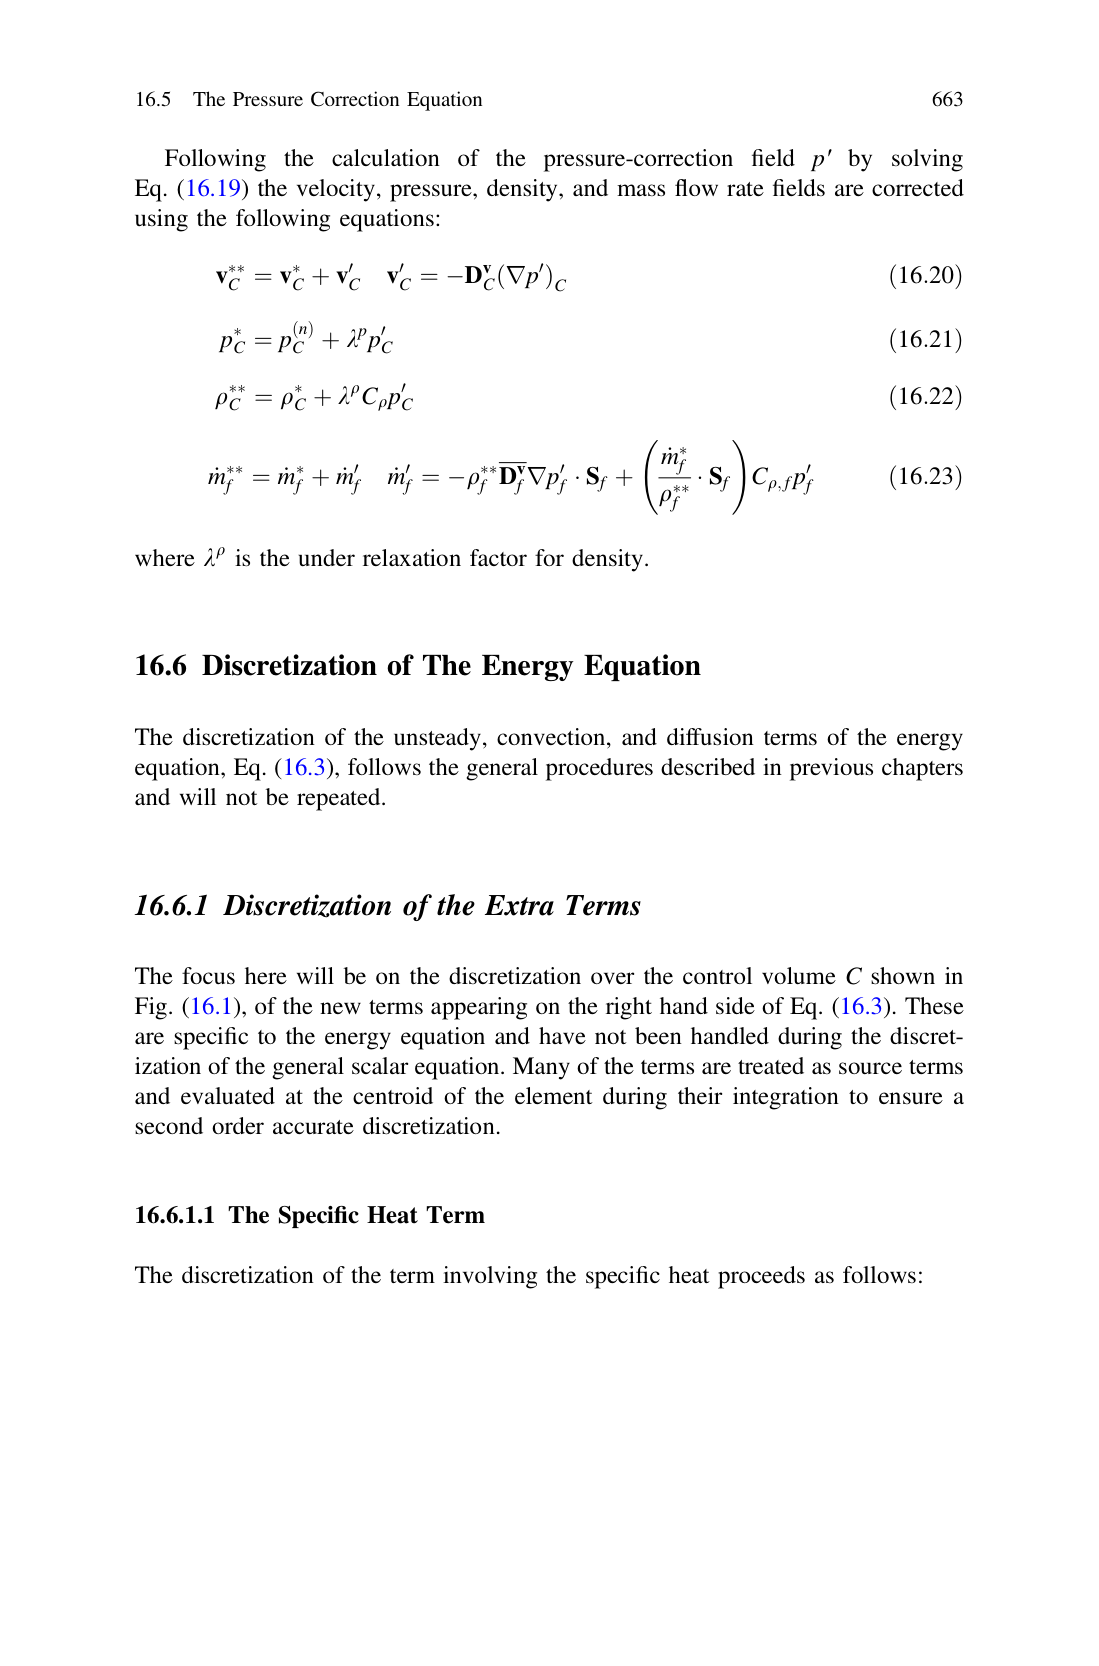 16.5 The Pressure Correction Equation 663
Following the calculation of the pressure-correction field p′ by solving
Eq. (16.19) the velocity, pressure, density, and mass flow rate fields are corrected
using the following equations:
$\mathbf{v}_C^{**} = \mathbf{v}_C^* + \mathbf{v}_C' \quad \mathbf{v}_C' = -\mathbf{D}_C^{\mathbf{v}}(\nabla p')_C$ (16.20)
$p_C^* = p_C^{(n)} + \lambda^p p_C'$ (16.21)
$\rho_C^{**} = \rho_C^* + \lambda^\rho C_\rho p_C'$ (16.22)
$\dot{m}_f^{**} = \dot{m}_f^* + \dot{m}_f' \quad \dot{m}_f' = -\rho_f^{**} \overline{\mathbf{D}_f^{\mathbf{v}}} \nabla p_f' \cdot \mathbf{S}_f + \left( \frac{\dot{m}_f^*}{\rho_f^{**}} \cdot \mathbf{S}_f \right) C_{\rho,f} p_f'$ (16.23)
where $\lambda^\rho$ is the under relaxation factor for density.
16.6 Discretization of The Energy Equation
The discretization of the unsteady, convection, and diffusion terms of the energy
equation, Eq. (16.3), follows the general procedures described in previous chapters
and will not be repeated.
16.6.1 Discretization of the Extra Terms
The focus here will be on the discretization over the control volume C shown in
Fig. (16.1), of the new terms appearing on the right hand side of Eq. (16.3). These
are specific to the energy equation and have not been handled during the discret-
ization of the general scalar equation. Many of the terms are treated as source terms
and evaluated at the centroid of the element during their integration to ensure a
second order accurate discretization.
16.6.1.1 The Specific Heat Term
The discretization of the term involving the specific heat proceeds as follows: